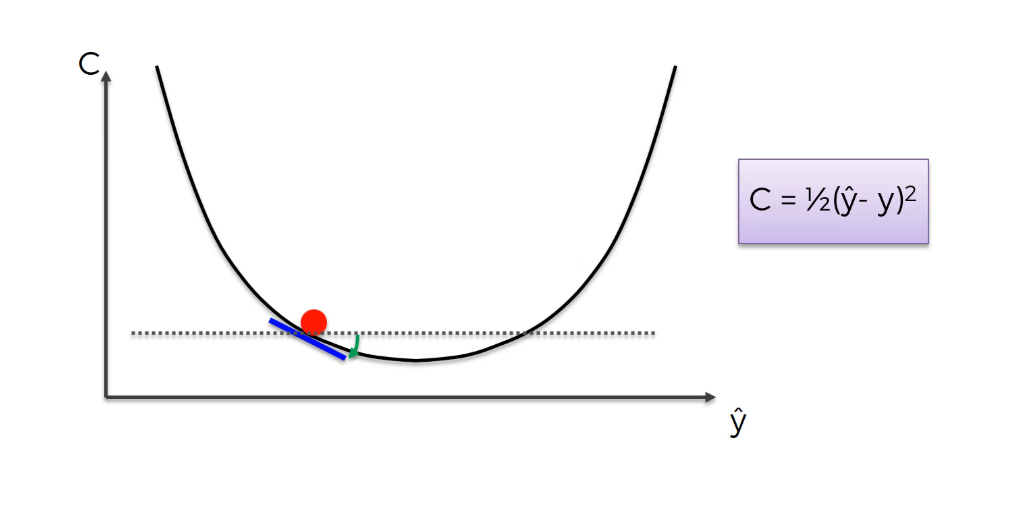 C
C = ½(ŷ- y)²
ŷ